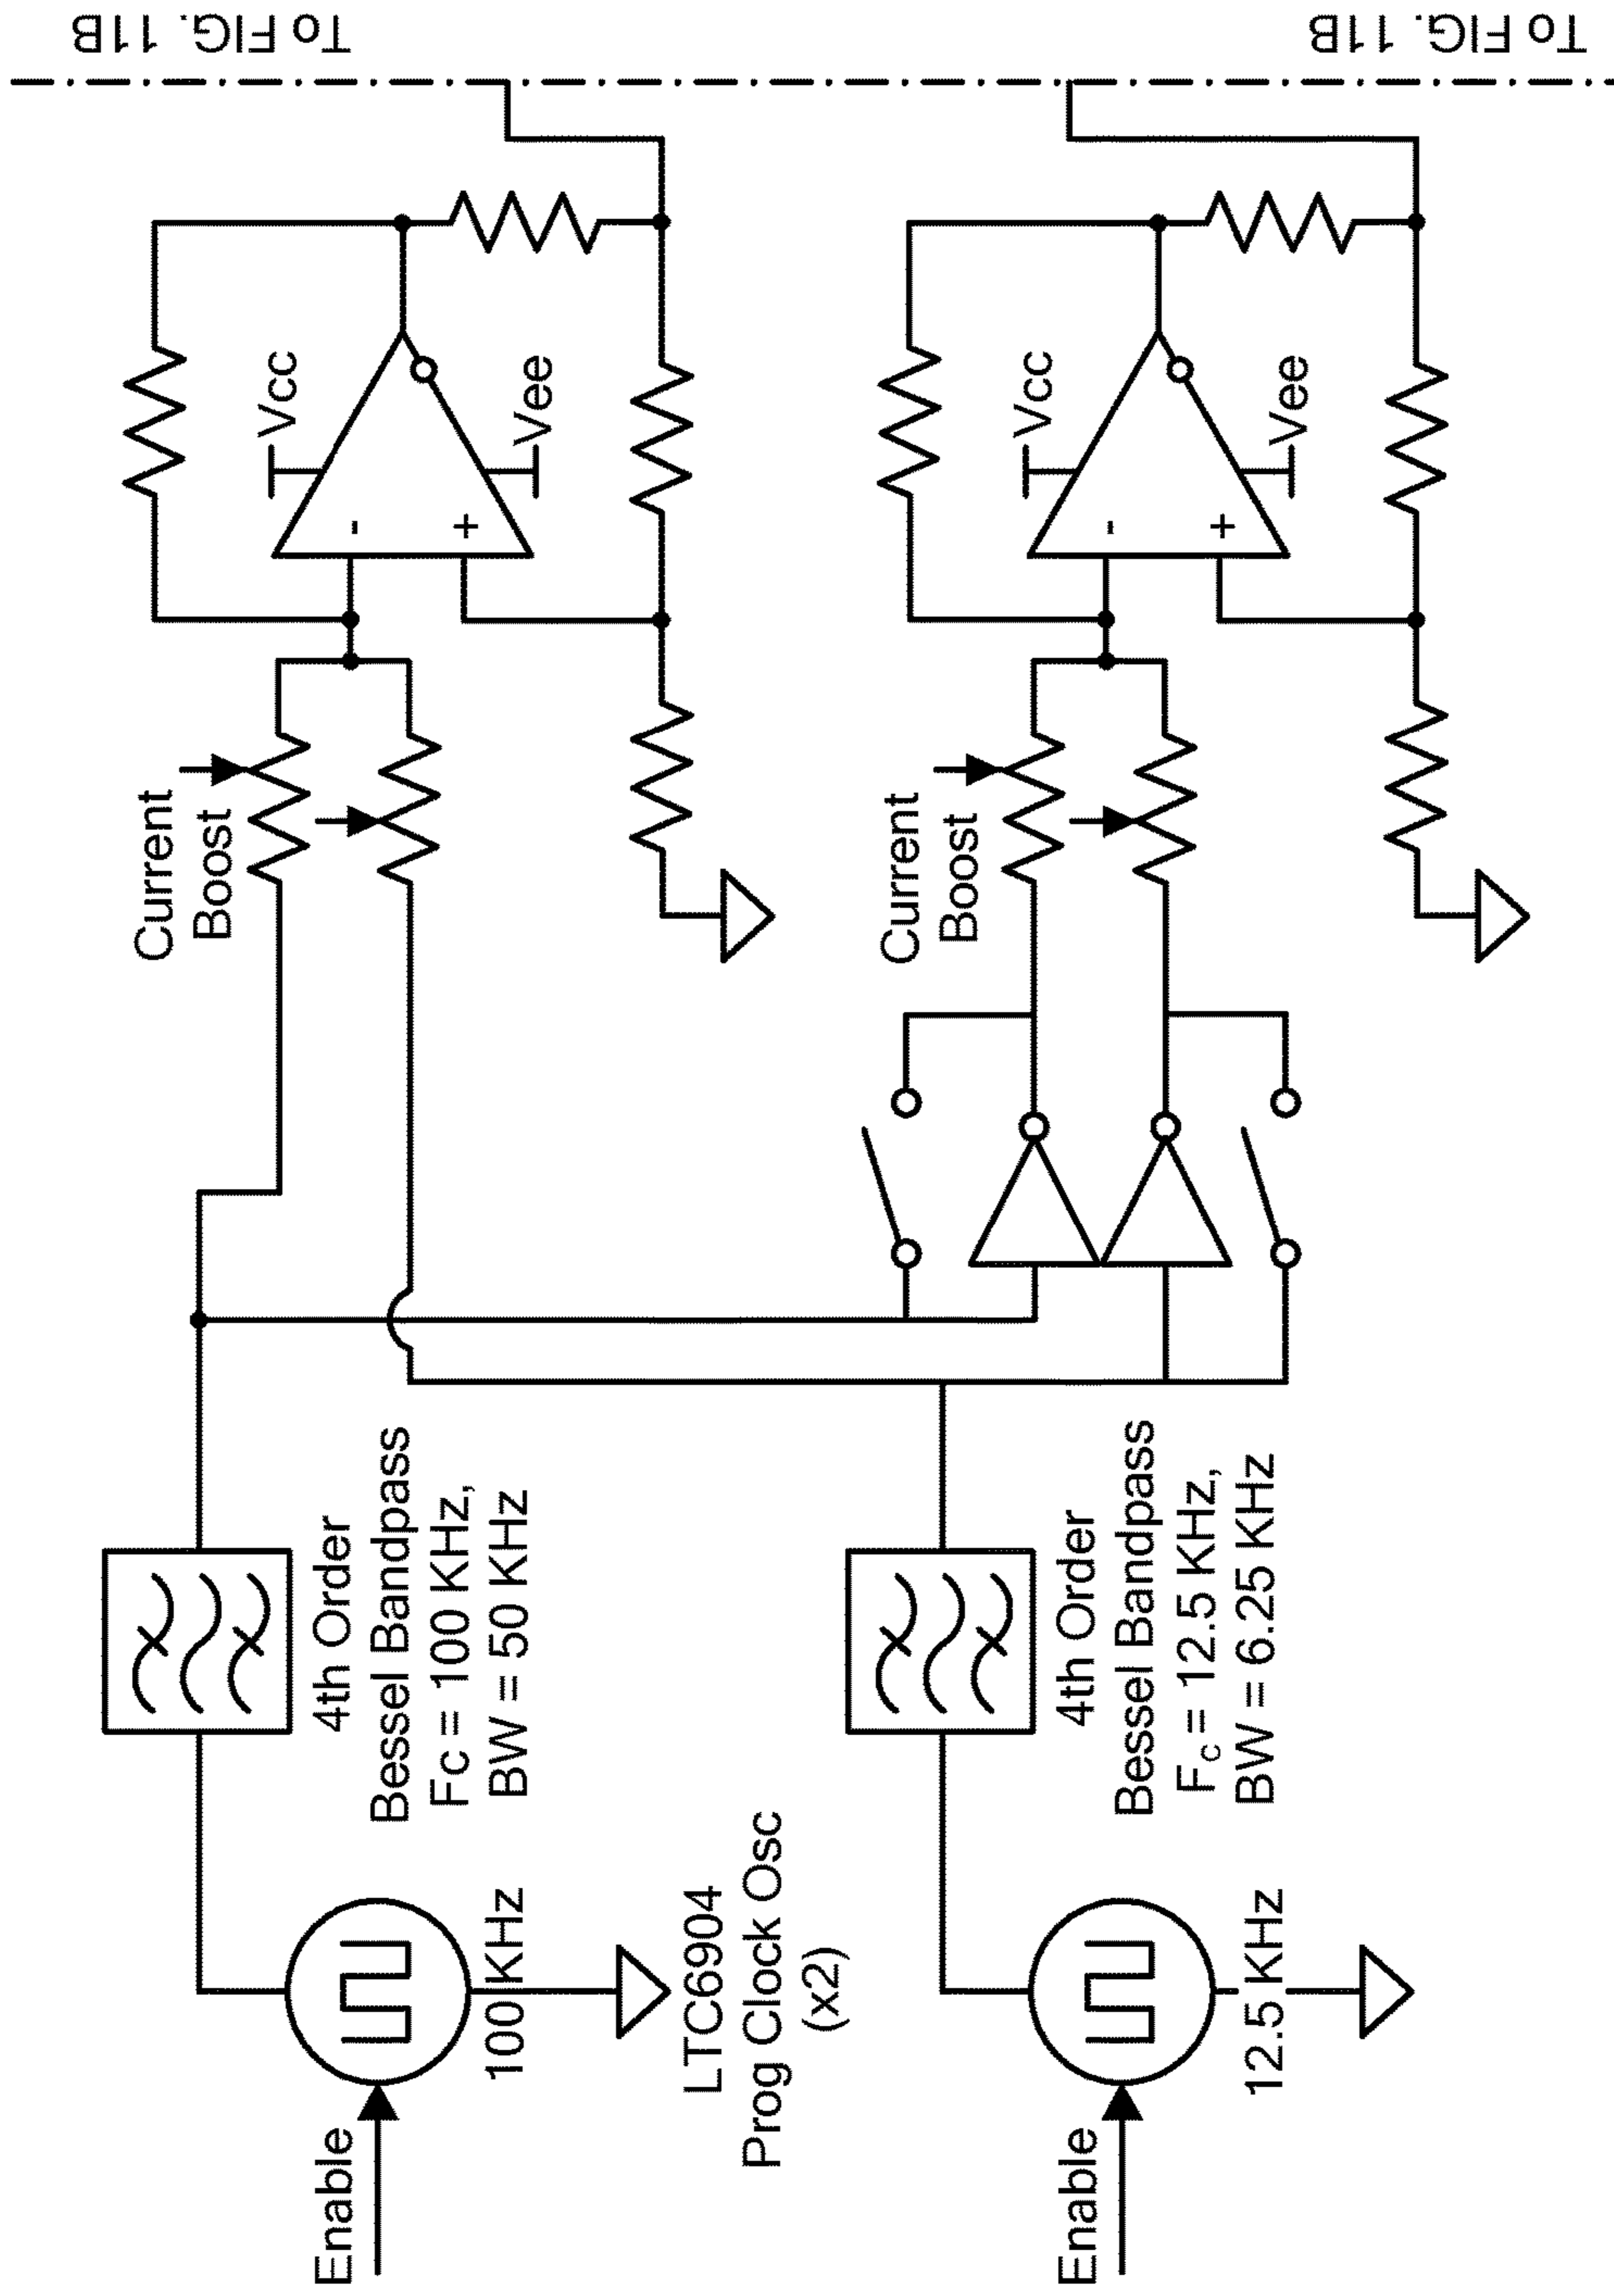 Enable
100 KHz
LTC6904
Prog Clock Osc
(x2)
4th Order
Bessel Bandpass
Fc = 100 KHz,
BW = 50 KHz
Current
Boost
-
+
Vcc
Vee
To FIG. 11B
Enable
12.5 KHz
4th Order
Bessel Bandpass
Fc = 12.5 KHz,
BW = 6.25 KHz
Current
Boost
-
+
Vcc
Vee
To FIG. 11B